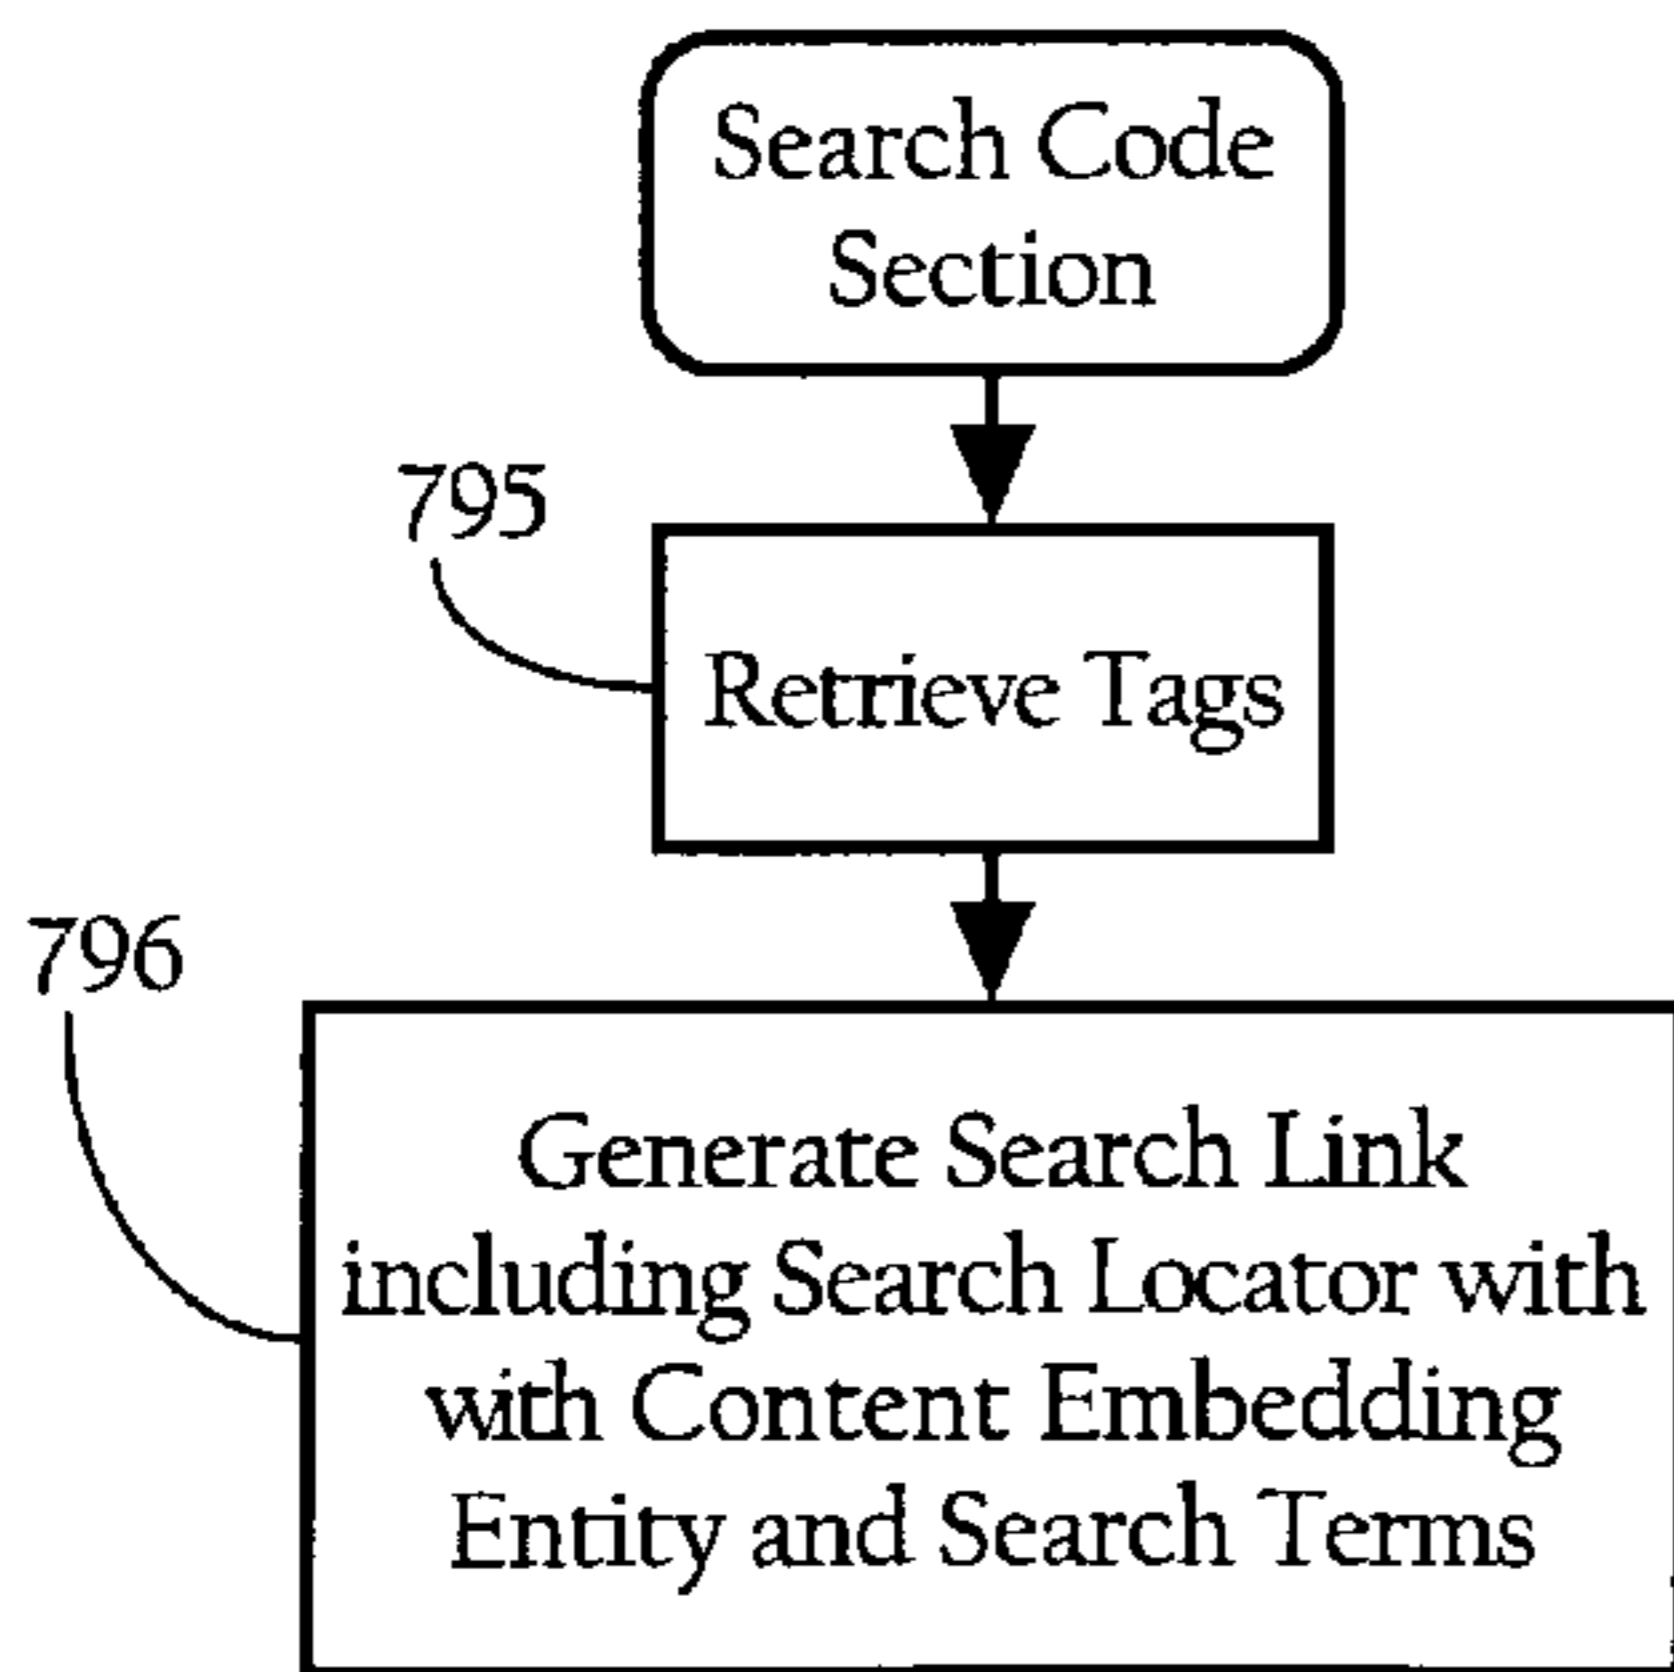 Search Code
Section
795
Retrieve Tags
796
Generate Search Link
including Search Locator with
with Content Embedding
Entity and Search Terms